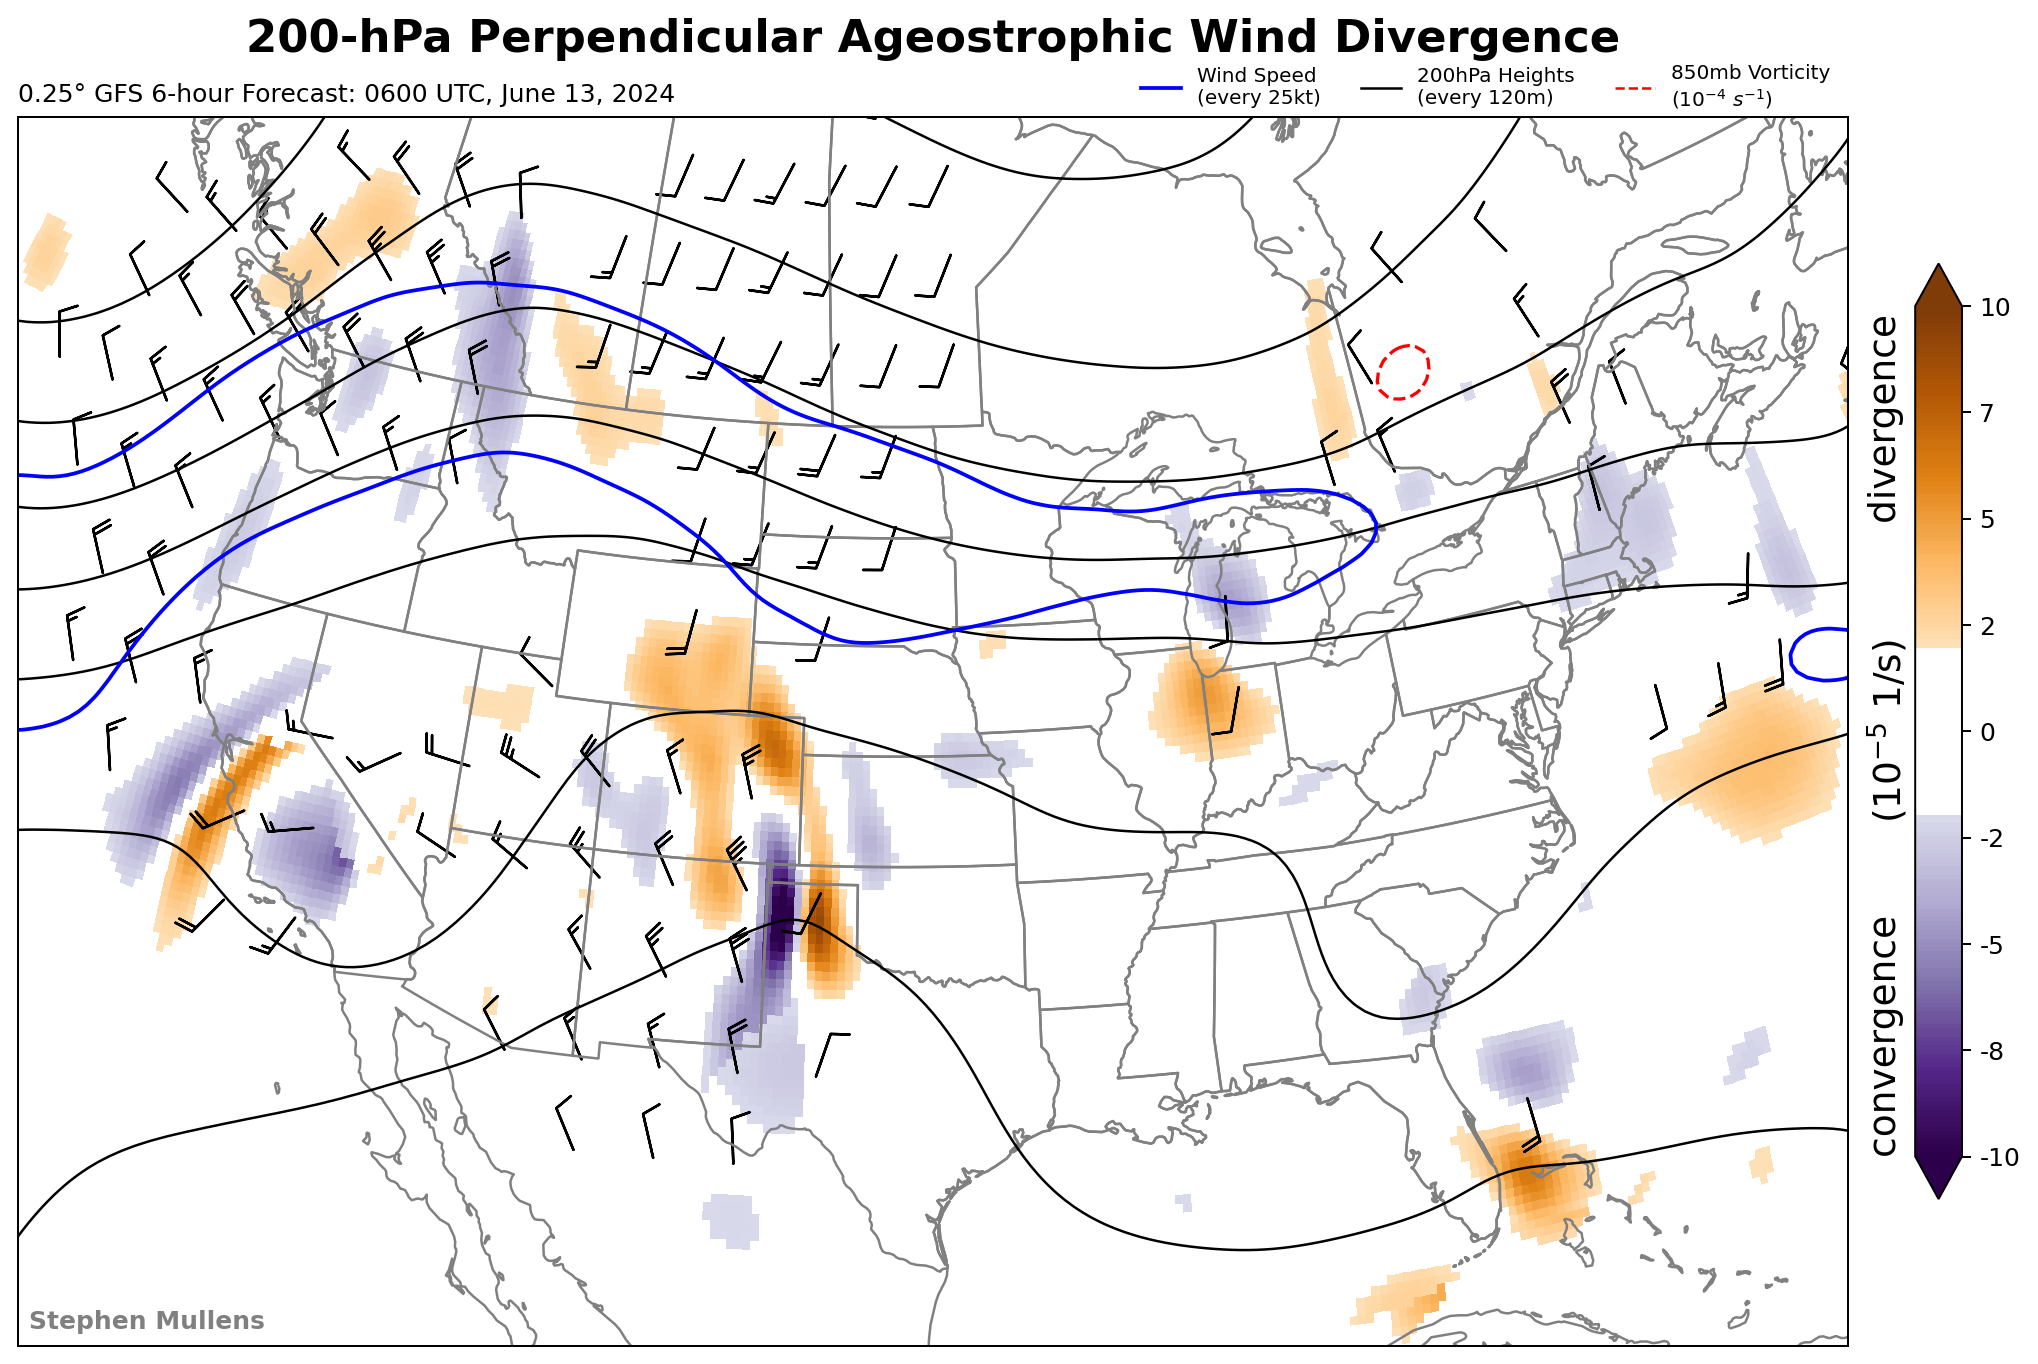 200-hPa Perpendicular Ageostrophic Wind Divergence
0.25° GFS 6-hour Forecast: 0600 UTC, June 13, 2024
Wind Speed
(every 25kt)
200hPa Heights
(every 120m)
850mb Vorticity
(10⁻⁴ s⁻¹)
10
7
5
2
0
-2
-5
-8
-10
convergence (10⁻⁵ 1/s) divergence
Stephen Mullens